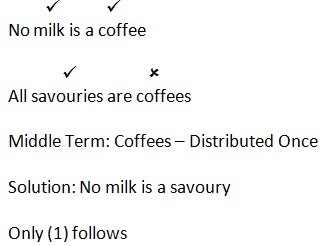 ✓ ✓
No milk is a coffee
✓ ×
All savouries are coffees
Middle Term: Coffees – Distributed Once
Solution: No milk is a savoury
Only (1) follows